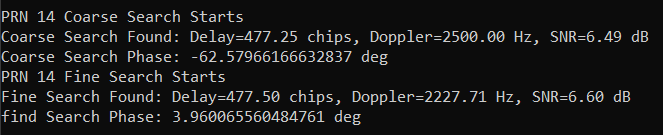 PRN 14 Coarse Search Starts
Coarse Search Found: Delay=477.25 chips, Doppler=2500.00 Hz, SNR=6.49 dB
Coarse Search Phase: -62.57966166632837 deg
PRN 14 Fine Search Starts
Fine Search Found: Delay=477.50 chips, Doppler=2227.71 Hz, SNR=6.60 dB
find Search Phase: 3.960065560484761 deg